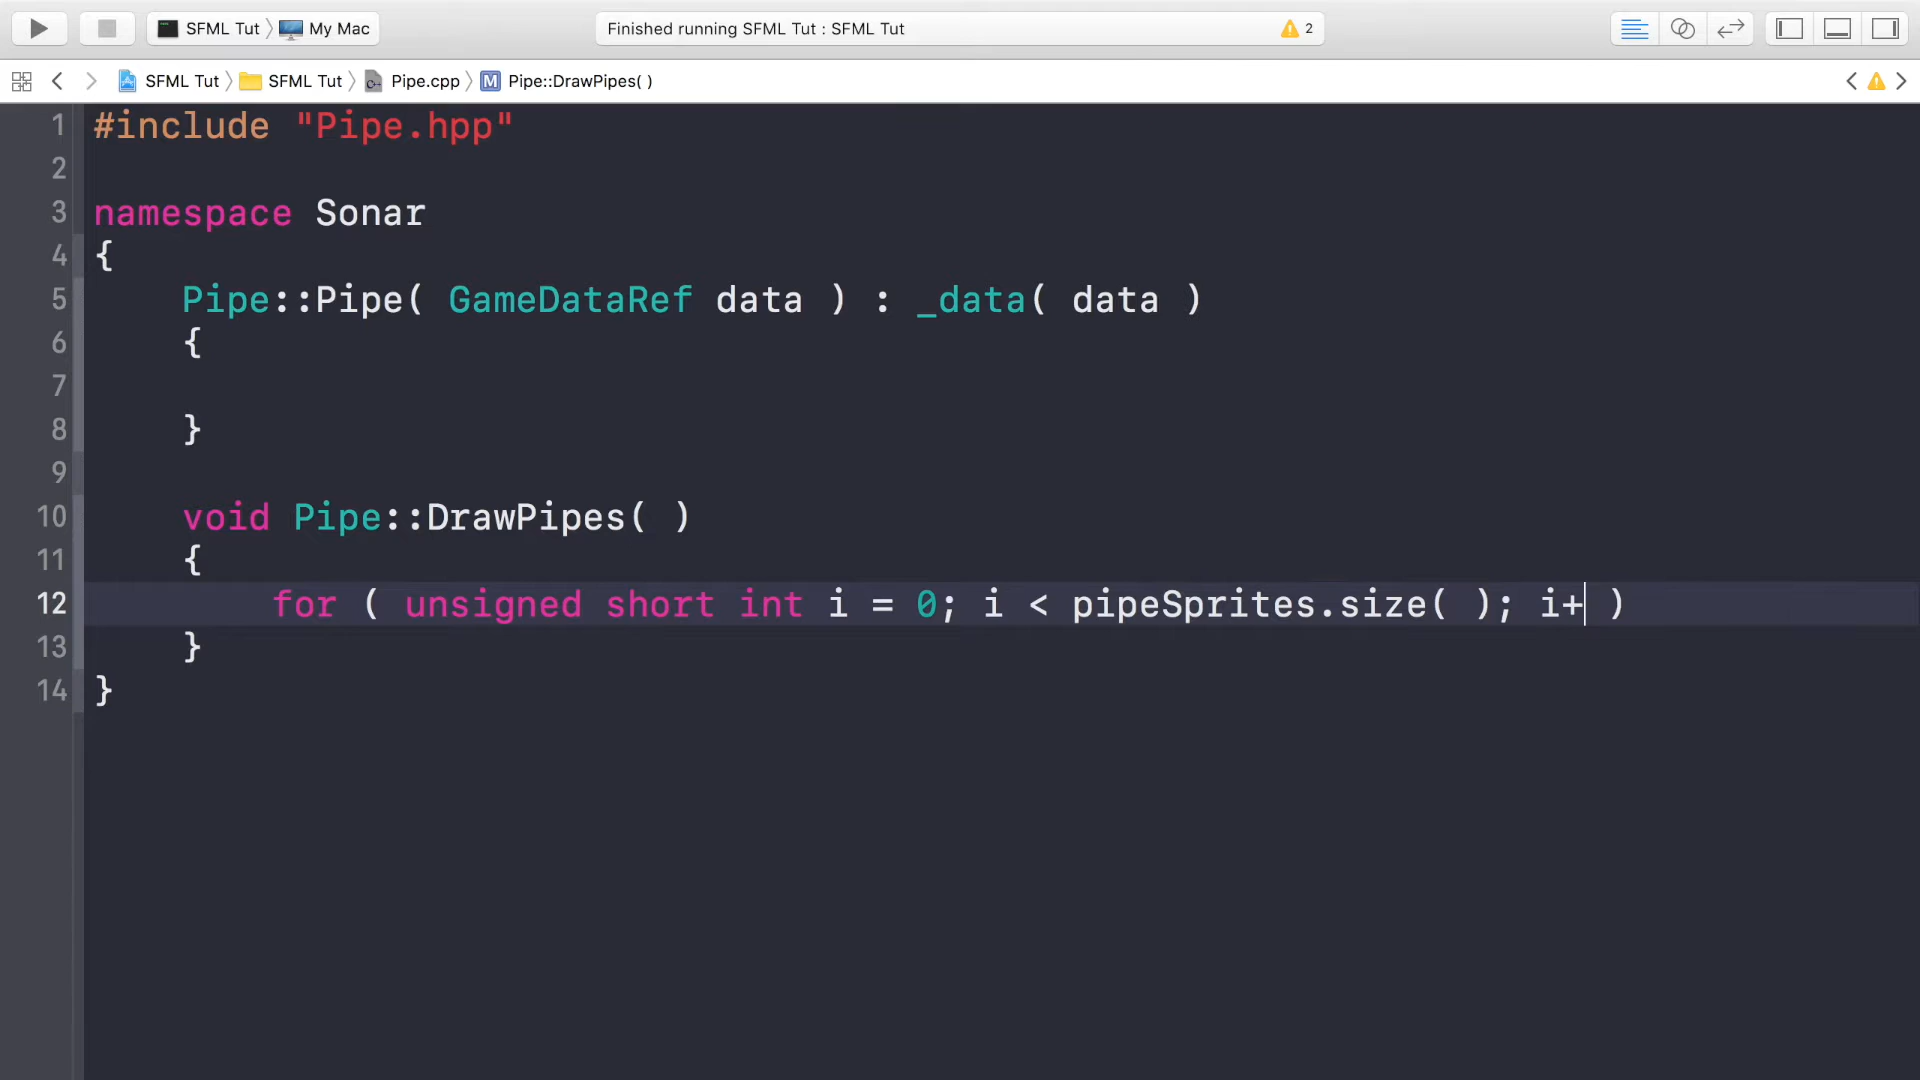 SFML Tut 〉 My Mac
Finished running SFML Tut : SFML Tut
2
SFML Tut 〉 SFML Tut 〉 Pipe.cpp 〉 M Pipe::DrawPipes( )
1 #include "Pipe.hpp"
2
3 namespace Sonar
4 {
5 Pipe::Pipe( GameDataRef data ) : _data( data )
6 {
7
8 }
9
10 void Pipe::DrawPipes( )
11 {
12 for ( unsigned short int i = 0; i < pipeSprites.size( ); i+ )
13 }
14 }